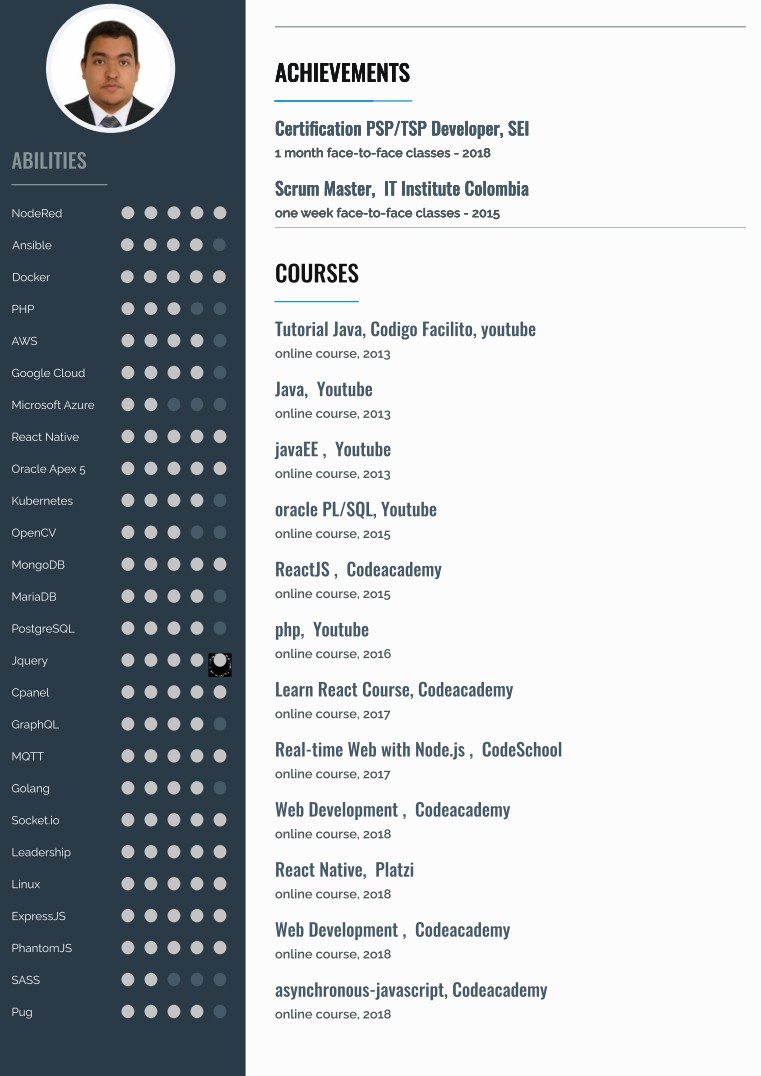 ABILITIES
NodeRed
Ansible
Docker
PHP
AWS
Google Cloud
Microsoft Azure
React Native
Oracle Apex 5
Kubernetes
OpenCV
MongoDB
MariaDB
PostgreSQL
Jquery
Cpanel
GraphQL
MQTT
Golang
Socket.io
Leadership
Linux
ExpressJS
PhantomJS
SASS
Pug
ACHIEVEMENTS
Certification PSP/TSP Developer, SEI
1 month face-to-face classes - 2018
Scrum Master,  IT Institute Colombia
one week face-to-face classes - 2015
COURSES
Tutorial Java, Codigo Facilito, youtube
online course, 2013
Java,  Youtube
online course, 2013
javaEE ,  Youtube
online course, 2013
oracle PL/SQL, Youtube
online course, 2015
ReactJS ,  Codeacademy
online course, 2015
php,  Youtube
online course, 2016
Learn React Course, Codeacademy
online course, 2017
Real-time Web with Node.js ,  CodeSchool
online course, 2017
Web Development ,  Codeacademy
online course, 2018
React Native,  Platzi
online course, 2018
Web Development ,  Codeacademy
online course, 2018
asynchronous-javascript, Codeacademy
online course, 2018